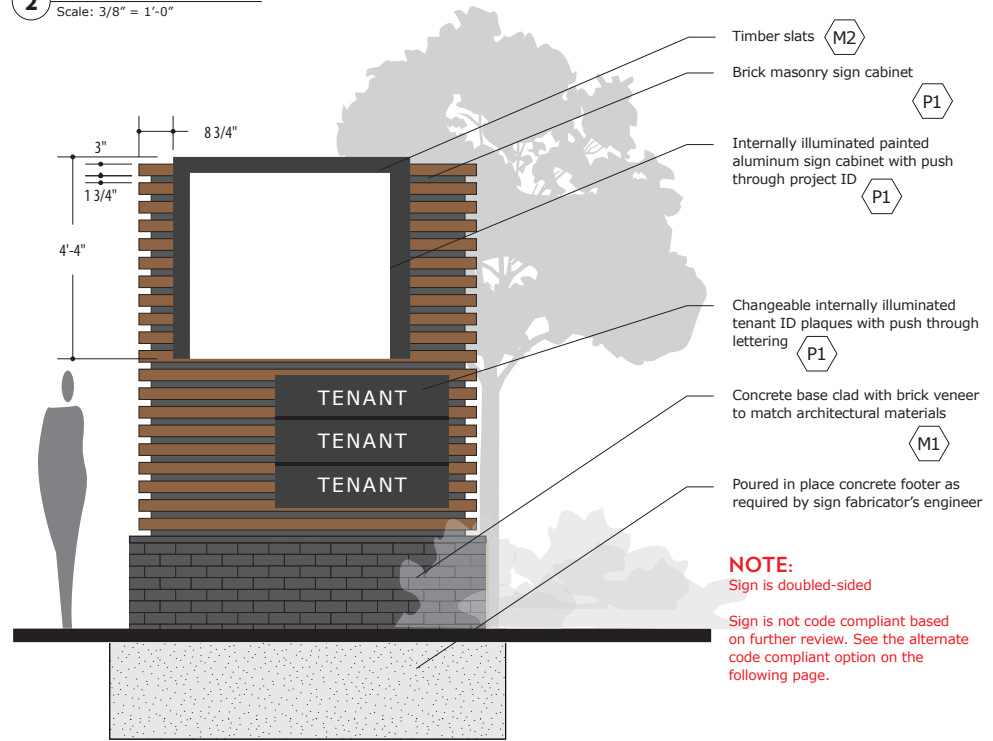 2
Scale: 3/8” = 1’-0”
Timber slats M2
Brick masonry sign cabinet
P1
Internally illuminated painted
aluminum sign cabinet with push
through project ID
P1
8 3/4"
3"
1 3/4"
4'-4"
Changeable internally illuminated
tenant ID plaques with push through
lettering
P1
TENANT
TENANT
TENANT
Concrete base clad with brick veneer
to match architectural materials
M1
Poured in place concrete footer as
required by sign fabricator’s engineer
NOTE:
Sign is doubled-sided
Sign is not code compliant based
on further review. See the alternate
code compliant option on the
following page.